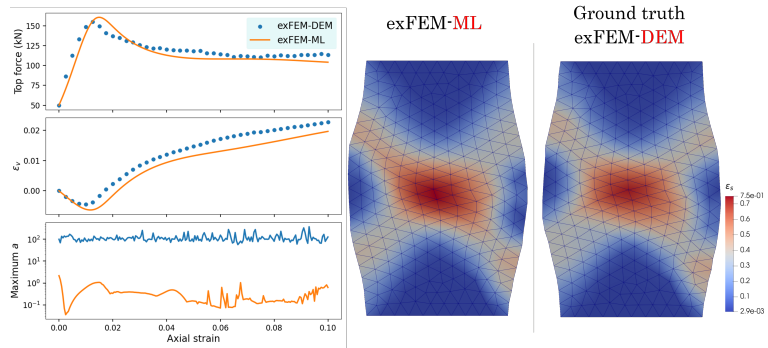 exFEM-DEM
exFEM-ML
Top force (kN)
150
125
100
75
50
εv
0.02
0.01
0.00
Maximum a
10²
10¹
10⁰
10⁻¹
0.00 0.02 0.04 0.06 0.08 0.10
Axial strain
exFEM-ML
Ground truth
exFEM-DEM
εs
7.5e-01
0.7
0.6
0.5
0.4
0.3
0.2
0.1
2.9e-03